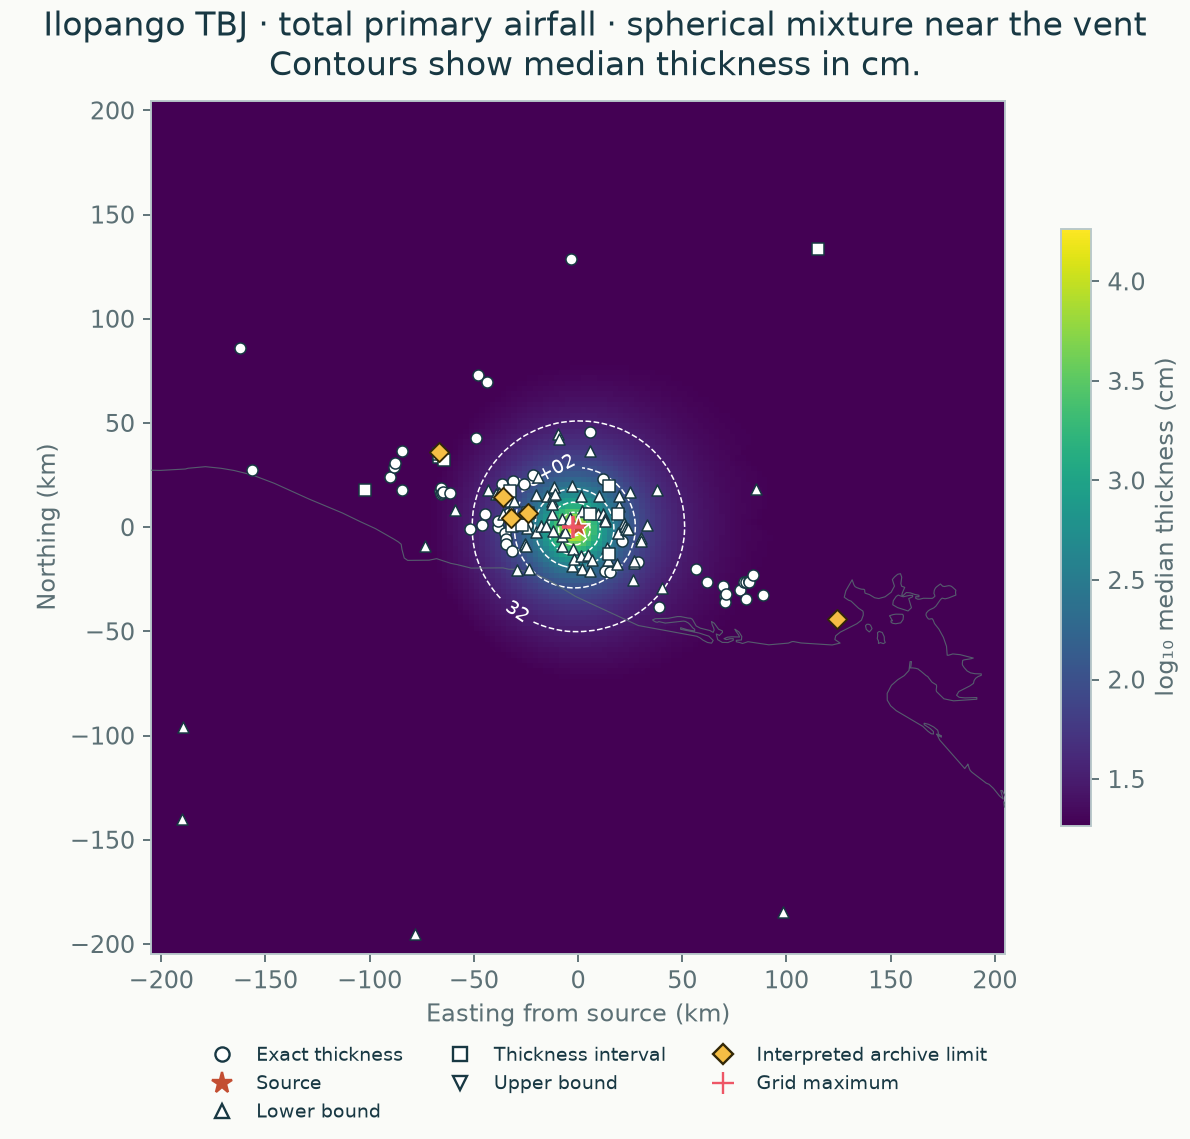 Ilopango TBJ · total primary airfall · spherical mixture near the vent
Contours show median thickness in cm.
200
150
100
50
0
−50
−100
−150
−200
Northing (km)
+02
32
−200
−150
−100
−50
0
50
100
150
200
Easting from source (km)
4.0
3.5
3.0
2.5
2.0
1.5
log₁₀ median thickness (cm)
Exact thickness
Source
Lower bound
Thickness interval
Upper bound
Interpreted archive limit
Grid maximum